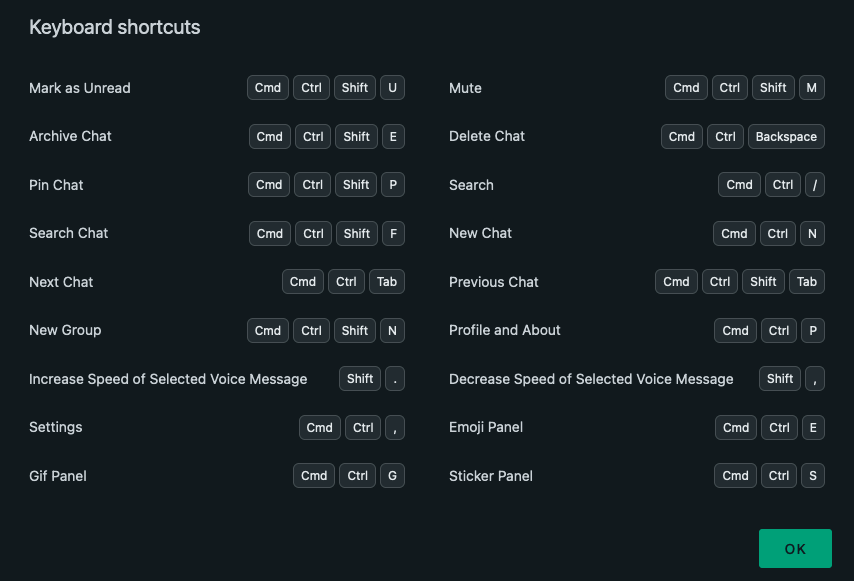 Keyboard shortcuts
Mark as Unread Cmd Ctrl Shift U Mute Cmd Ctrl Shift M
Archive Chat Cmd Ctrl Shift E Delete Chat Cmd Ctrl Backspace
Pin Chat Cmd Ctrl Shift P Search Cmd Ctrl /
Search Chat Cmd Ctrl Shift F New Chat Cmd Ctrl N
Next Chat Cmd Ctrl Tab Previous Chat Cmd Ctrl Shift Tab
New Group Cmd Ctrl Shift N Profile and About Cmd Ctrl P
Increase Speed of Selected Voice Message Shift . Decrease Speed of Selected Voice Message Shift ,
Settings Cmd Ctrl , Emoji Panel Cmd Ctrl E
Gif Panel Cmd Ctrl G Sticker Panel Cmd Ctrl S
OK